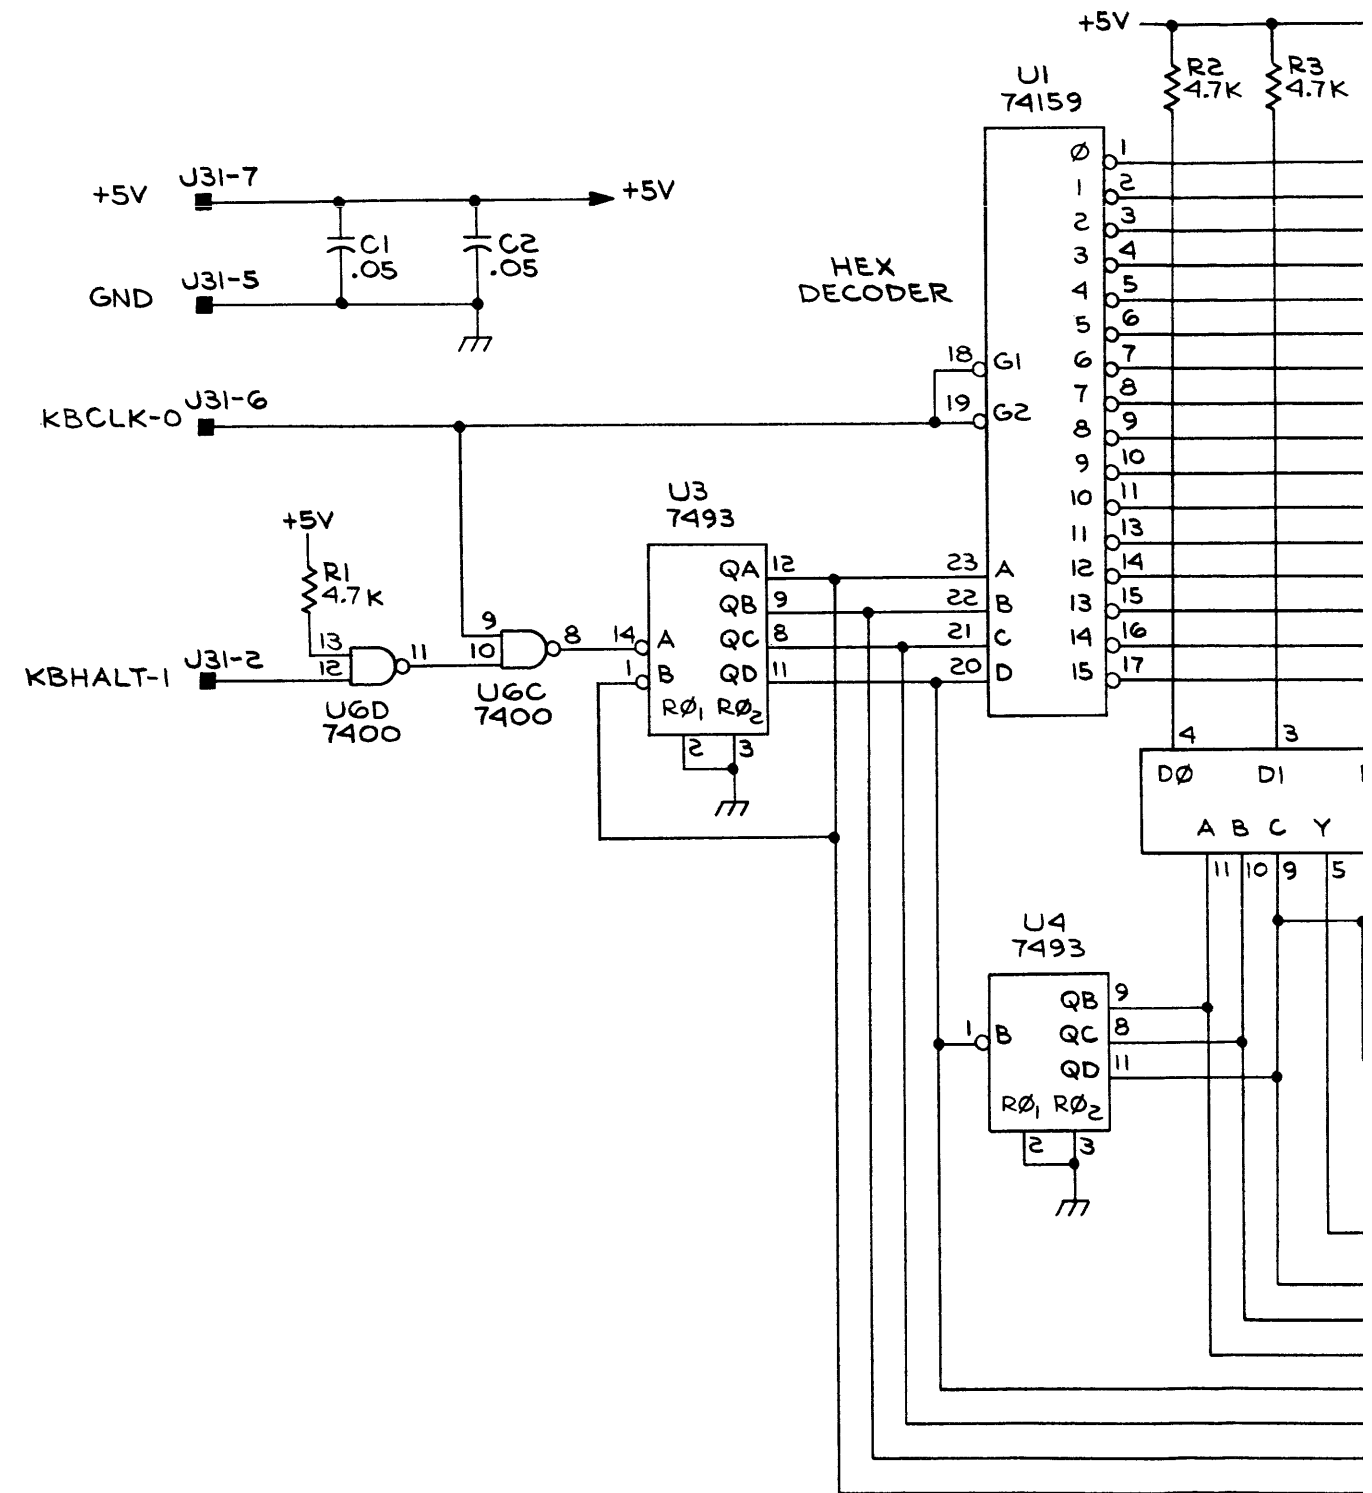 +5V
R2
4.7K
R3
4.7K
U1
74159
+5V
J31-7
+5V
C1
.05
C2
.05
GND
J31-5
HEX
DECODER
KBCLK-0
J31-6
18
G1
19
G2
Ø 1
1 2
2 3
3 4
4 5
5 6
6 7
7 8
8 9
9 10
10 11
11 13
12 14
13 15
14 16
15 17
23 A
22 B
21 C
20 D
U3
7493
QA 12
QB 9
QC 8
QD 11
14 A
1 B
RØ1 RØ2
2 3
+5V
R1
4.7K
KBHALT-1
J31-2
13
12
11
U6D
7400
9
10
8
U6C
7400
4 3
DØ D1
A B C Y
11 10 9 5
U4
7493
1 B
QB 9
QC 8
QD 11
RØ1 RØ2
2 3